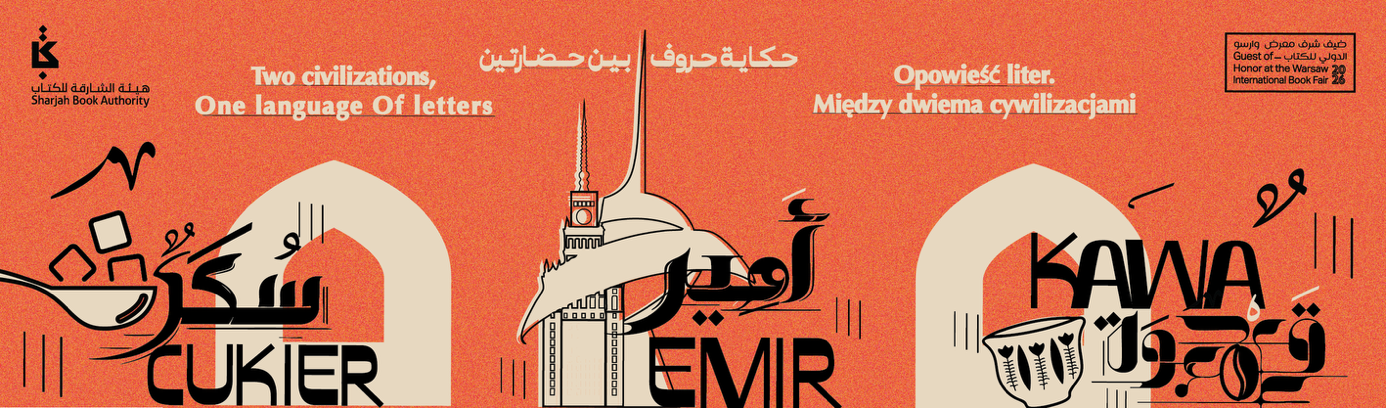 هيئة الشارقة للكتاب
Sharjah Book Authority
Two civilizations,
One language Of letters
حكاية حروف بين حضارتين
Opowieść liter.
Między dwiema cywilizacjami
ضيف شرف معرض وارسو
الدولي للكتاب
Guest of
Honor at the Warsaw
International Book Fair
2026
سُكَّرٌ
CUKIER
أَمير
EMIR
KAWA
قَهْوَة